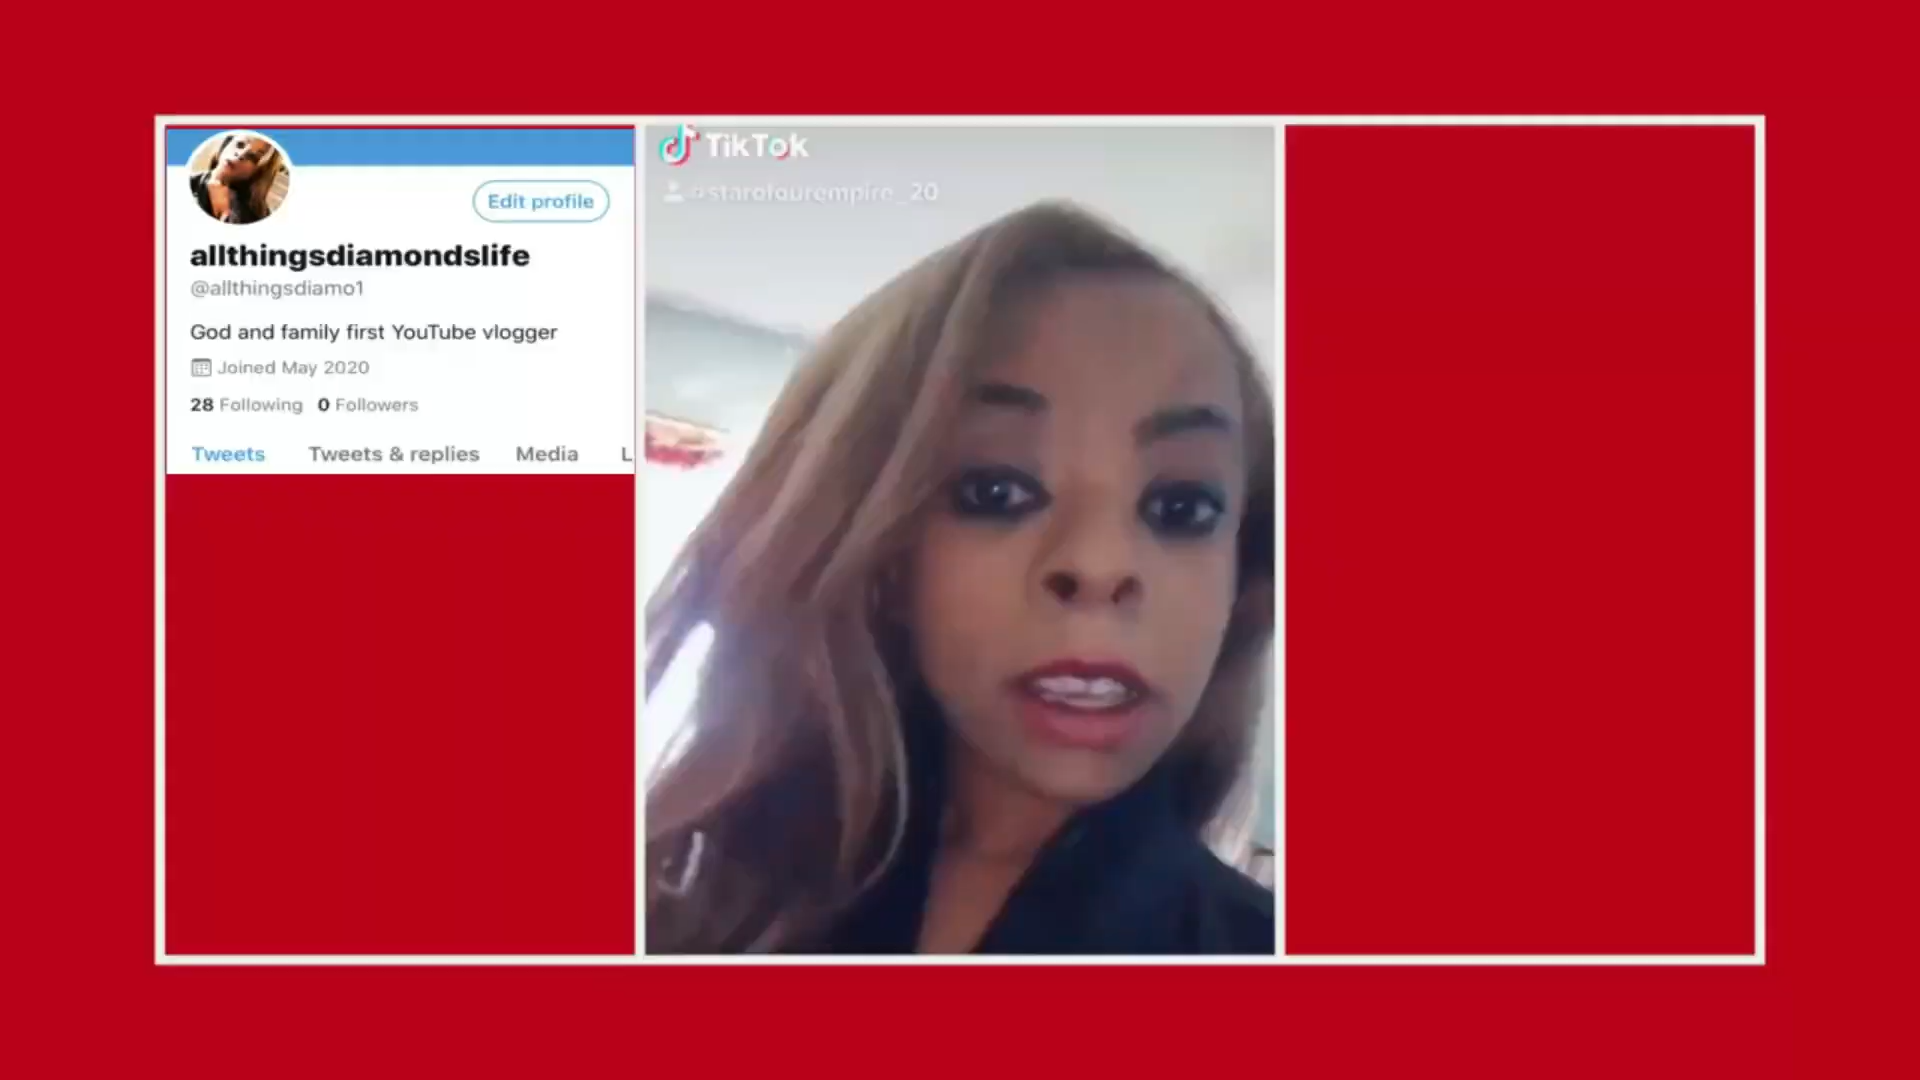 Edit profile
allthingsdiamondslife
@allthingsdiamo1
God and family first YouTube vlogger
Joined May 2020
28 Following 0 Followers
Tweets Tweets & replies Media L
TikTok
@starofourempire_20